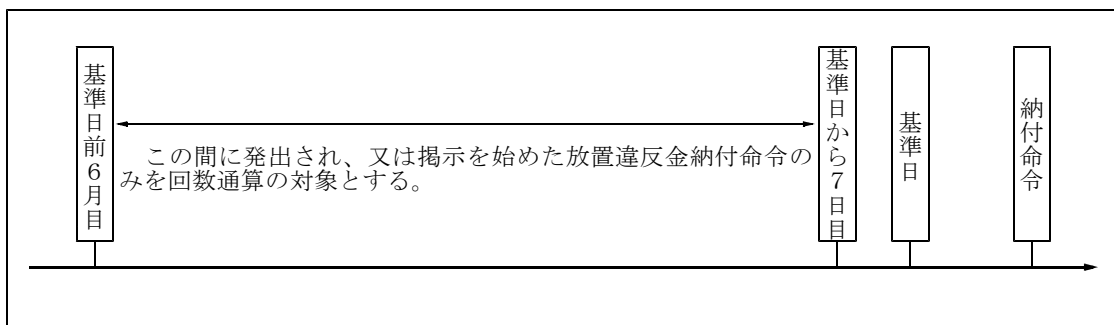 基準日前6月目
この間に発出され、又は掲示を始めた放置違反金納付命令の
みを回数通算の対象とする。
基準日から7日目
基準日
納付命令